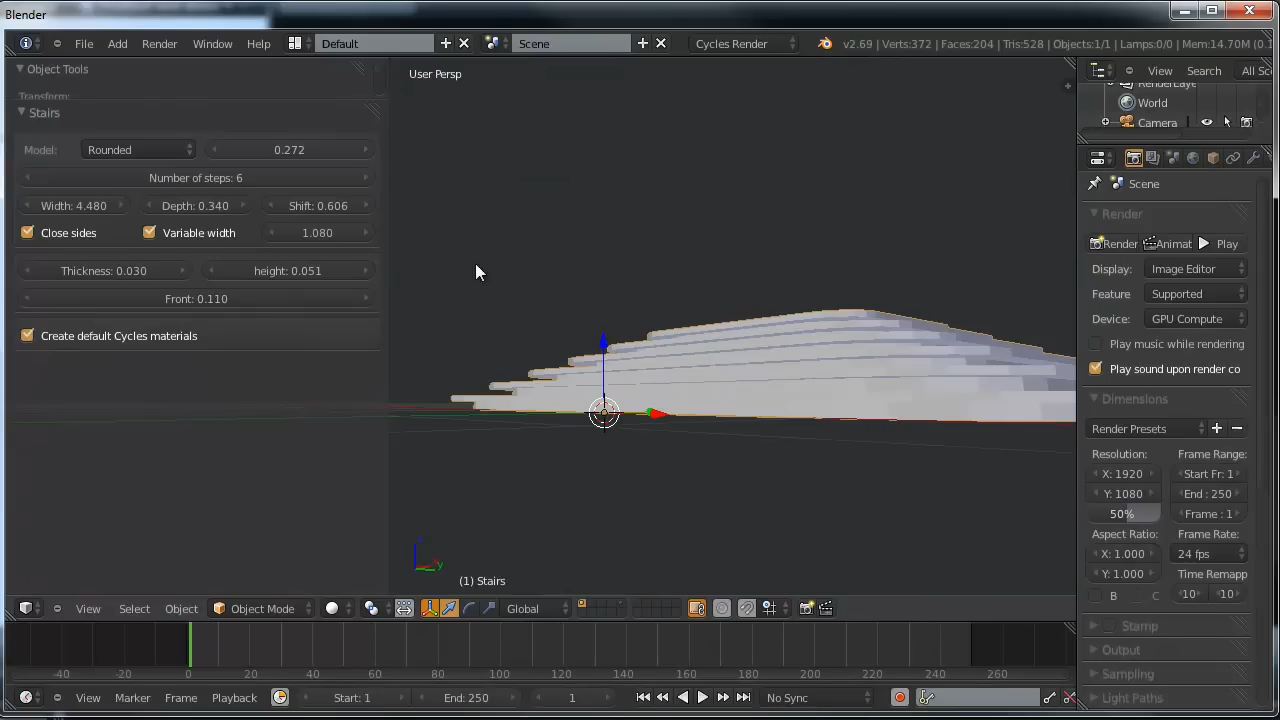 Blender
File Add Render Window Help Default Scene Cycles Render v2.69 | Verts:372 | Faces:204 | Tris:528 | Objects:1/1 | Lamps:0/0 | Mem:14.70M (0.1
Object Tools
Transform:
Stairs
Model: Rounded 0.272
Number of steps: 6
Width: 4.480 Depth: 0.340 Shift: 0.606
Close sides Variable width 1.080
Thickness: 0.030 height: 0.051
Front: 0.110
Create default Cycles materials
User Persp
z
y
(1) Stairs
View Search All Sc
RenderLaye
World
Camera
Scene
Render
Render Animat Play
Display: Image Editor
Feature Supported
Device: GPU Compute
Play music while rendering
Play sound upon render co
Dimensions
Render Presets
Resolution: Frame Range:
X: 1920 Start Fr: 1
Y: 1080 End : 250
50% Frame : 1
Aspect Ratio: Frame Rate:
X: 1.000 24 fps
Y: 1.000 Time Remapp
B C 10 10
Stamp
Output
Sampling
Light Paths
View Select Object Object Mode Global
-40 -20 0 20 40 60 80 100 120 140 160 180 200 220 240 260
View Marker Frame Playback Start: 1 End: 250 1 No Sync